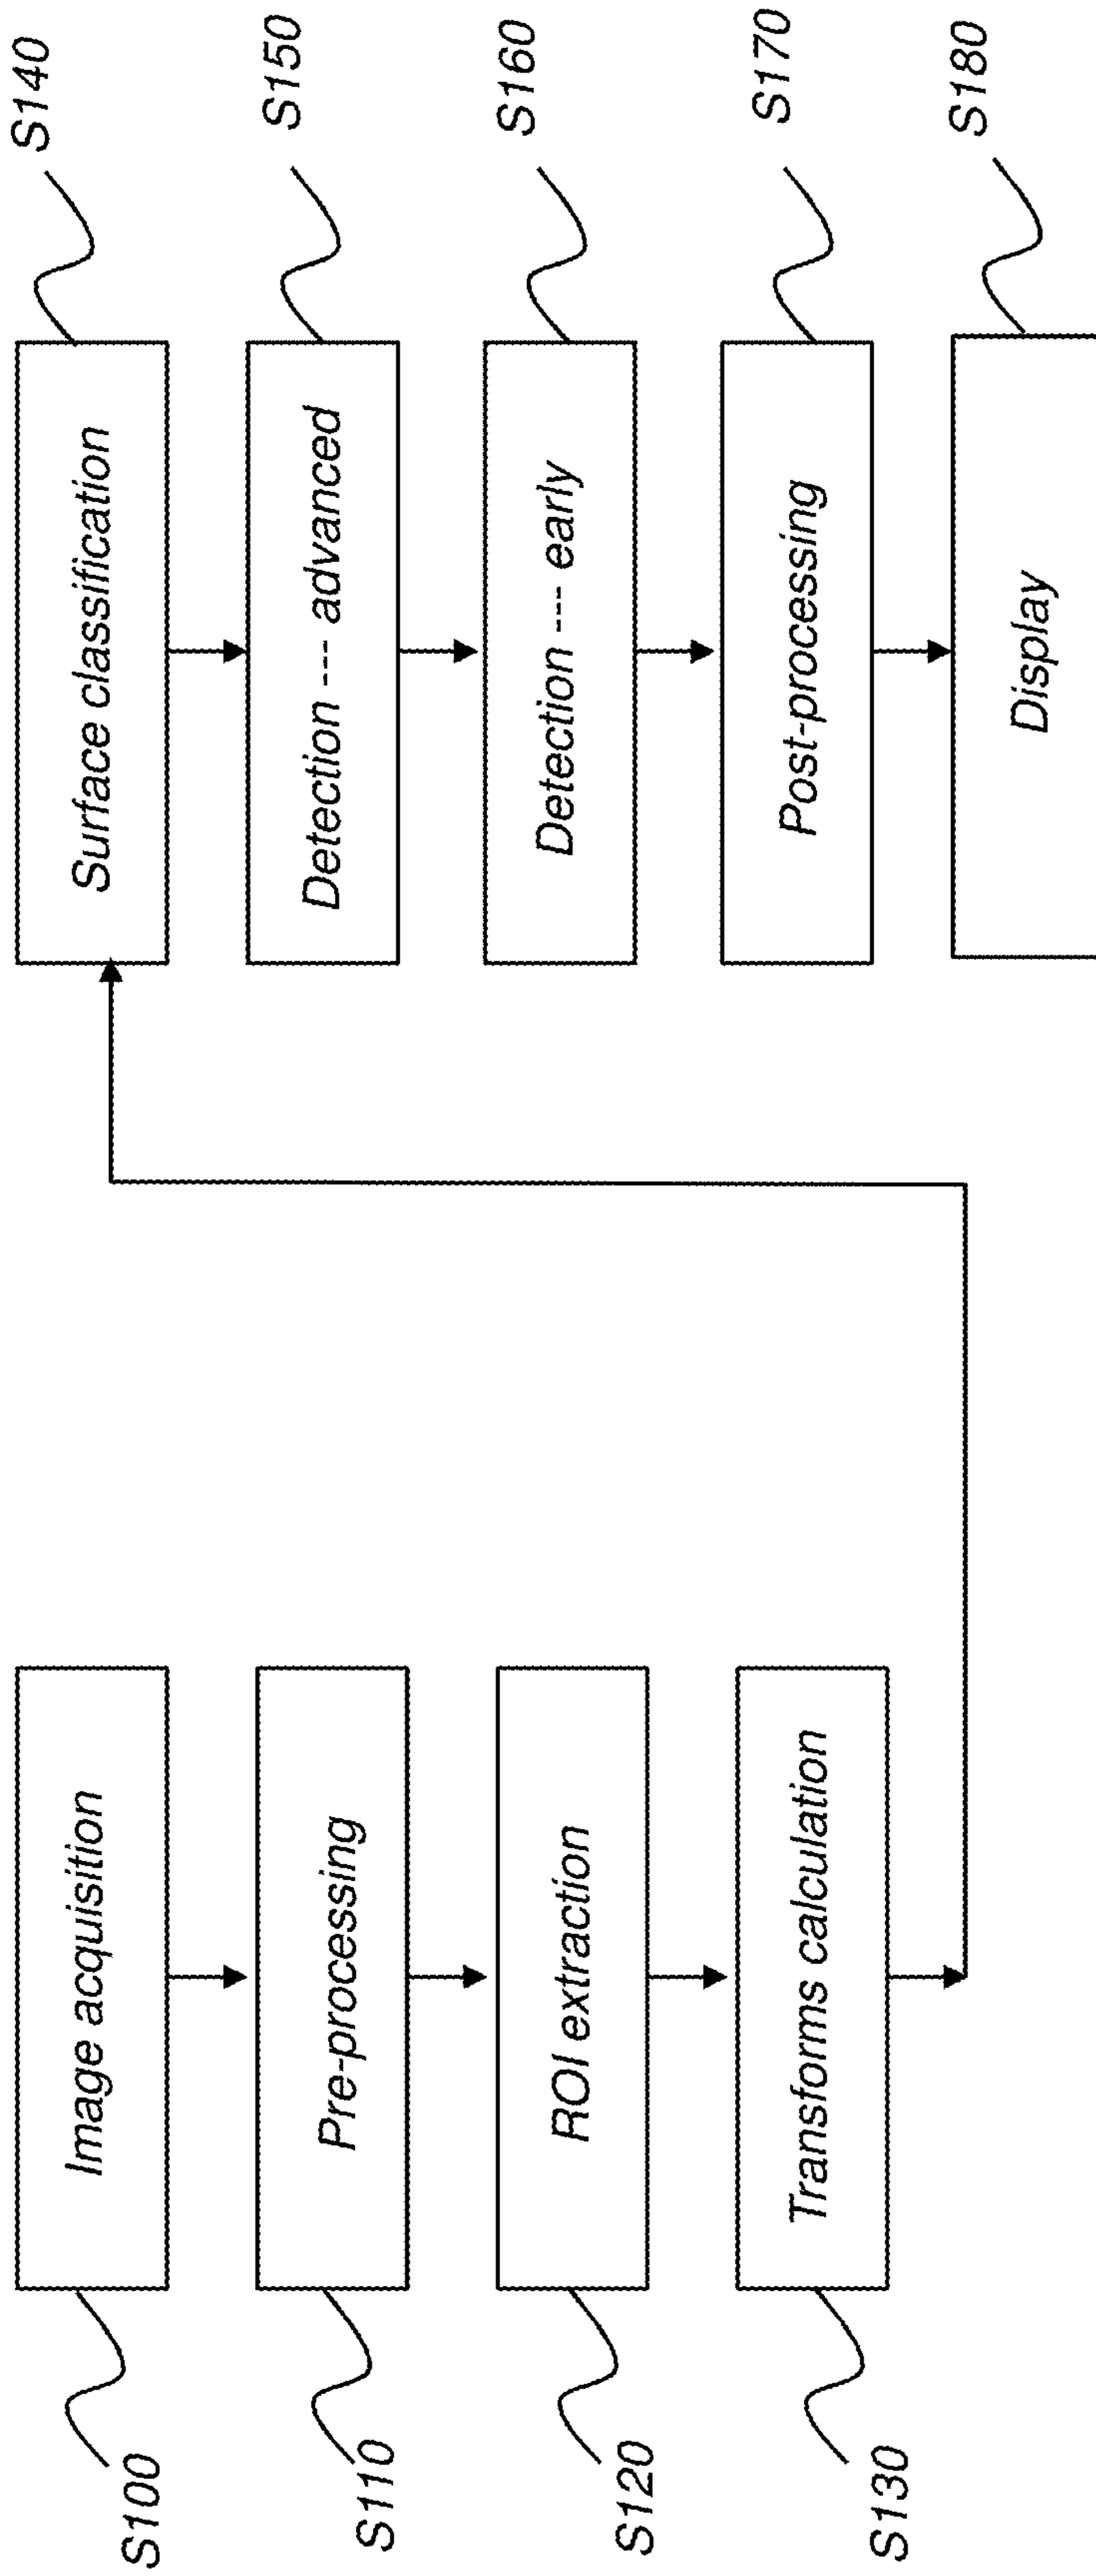 S100
Image acquisition
S110
Pre-processing
S120
ROI extraction
S130
Transforms calculation
Surface classification
S140
Detection --- advanced
S150
Detection --- early
S160
Post-processing
S170
Display
S180